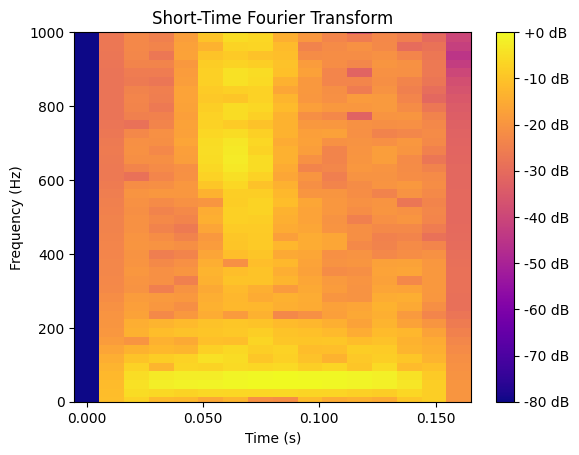 Short-Time Fourier Transform
Frequency (Hz)
1000
800
600
400
200
0
0.000
0.050
0.100
0.150
Time (s)
+0 dB
-10 dB
-20 dB
-30 dB
-40 dB
-50 dB
-60 dB
-70 dB
-80 dB